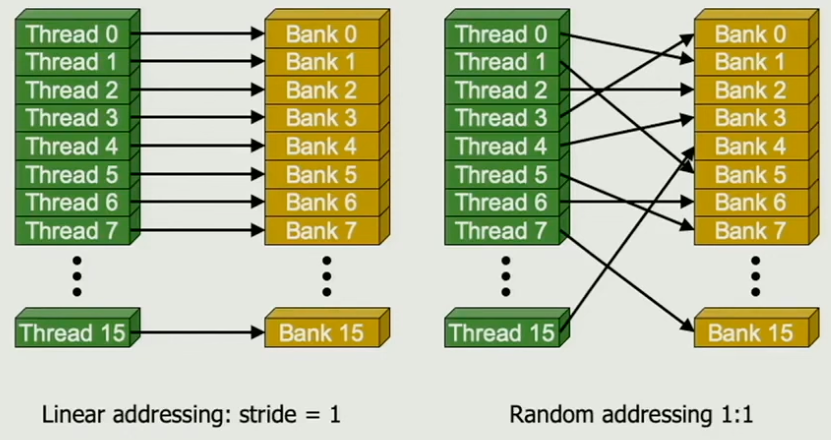 Thread 0
Thread 1
Thread 2
Thread 3
Thread 4
Thread 5
Thread 6
Thread 7
Thread 15
Bank 0
Bank 1
Bank 2
Bank 3
Bank 4
Bank 5
Bank 6
Bank 7
Bank 15
Linear addressing: stride = 1
Thread 0
Thread 1
Thread 2
Thread 3
Thread 4
Thread 5
Thread 6
Thread 7
Thread 15
Bank 0
Bank 1
Bank 2
Bank 3
Bank 4
Bank 5
Bank 6
Bank 7
Bank 15
Random addressing 1:1